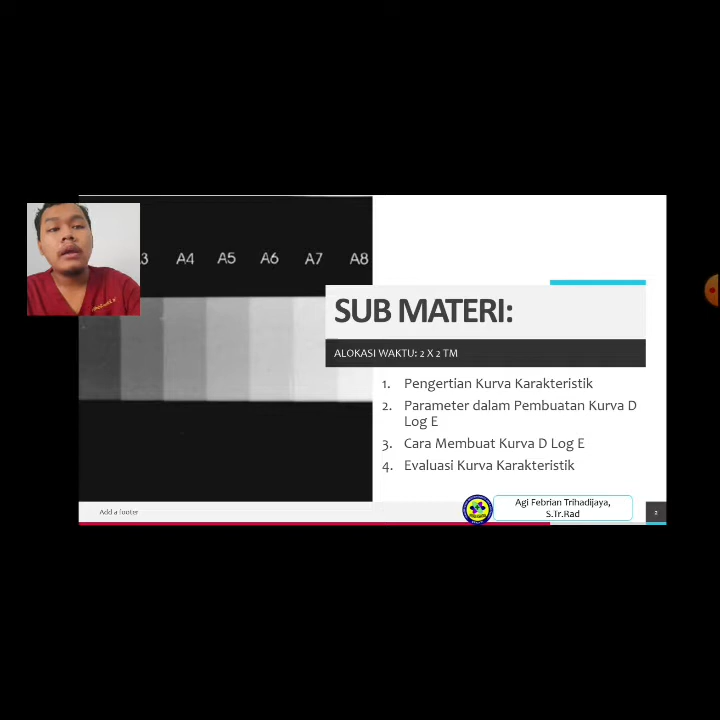 3 A4 A5 A6 A7 A8
SUB MATERI:
ALOKASI WAKTU: 2 X 2 TM
1. Pengertian Kurva Karakteristik
2. Parameter dalam Pembuatan Kurva D
Log E
3. Cara Membuat Kurva D Log E
4. Evaluasi Kurva Karakteristik
Add a footer
Agi Febrian Trihadijaya,
S.Tr.Rad
2